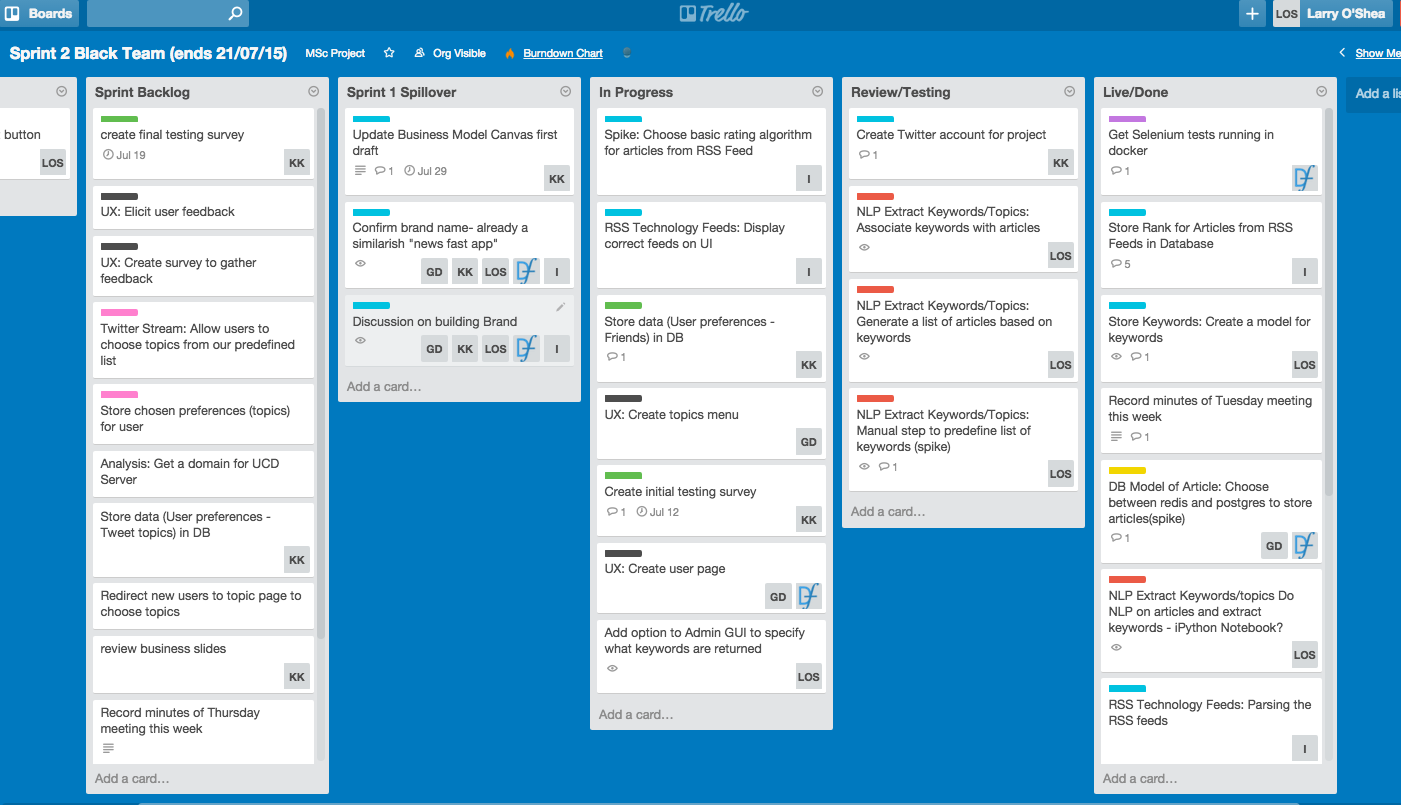 Boards
Trello
LOS Larry O'Shea
Sprint 2 Black Team (ends 21/07/15)
MSc Project
Org Visible
Burndown Chart
Show Me
button
LOS
Sprint Backlog
create final testing survey
Jul 19
KK
UX: Elicit user feedback
UX: Create survey to gather
feedback
Twitter Stream: Allow users to
choose topics from our predefined
list
Store chosen preferences (topics)
for user
Analysis: Get a domain for UCD
Server
Store data (User preferences -
Tweet topics) in DB
KK
Redirect new users to topic page to
choose topics
review business slides
KK
Record minutes of Thursday
meeting this week
Add a card…
Sprint 1 Spillover
Update Business Model Canvas first
draft
1 Jul 29
KK
Confirm brand name- already a
similarish "news fast app"
GD KK LOS Df I
Discussion on building Brand
GD KK LOS Df I
Add a card…
In Progress
Spike: Choose basic rating algorithm
for articles from RSS Feed
I
RSS Technology Feeds: Display
correct feeds on UI
I
Store data (User preferences -
Friends) in DB
1
KK
UX: Create topics menu
GD
Create initial testing survey
1 Jul 12
KK
UX: Create user page
GD Df
Add option to Admin GUI to specify
what keywords are returned
LOS
Add a card…
Review/Testing
Create Twitter account for project
1
KK
NLP Extract Keywords/Topics:
Associate keywords with articles
LOS
NLP Extract Keywords/Topics:
Generate a list of articles based on
keywords
LOS
NLP Extract Keywords/Topics:
Manual step to predefine list of
keywords (spike)
1
LOS
Add a card…
Live/Done
Get Selenium tests running in
docker
1
Df
Store Rank for Articles from RSS
Feeds in Database
5
I
Store Keywords: Create a model for
keywords
1
LOS
Record minutes of Tuesday meeting
this week
1
DB Model of Article: Choose
between redis and postgres to store
articles(spike)
1
GD Df
NLP Extract Keywords/topics Do
NLP on articles and extract
keywords - iPython Notebook?
LOS
RSS Technology Feeds: Parsing the
RSS feeds
I
Add a card…
Add a lis